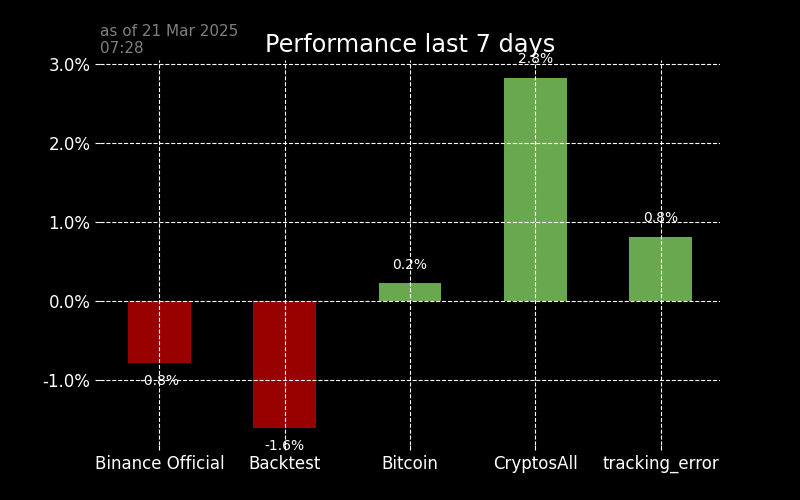 as of 21 Mar 2025
07:28
Performance last 7 days
3.0%
2.0%
1.0%
0.0%
-1.0%
-0.8%
-1.6%
0.2%
2.8%
0.8%
Binance Official
Backtest
Bitcoin
CryptosAll
tracking_error